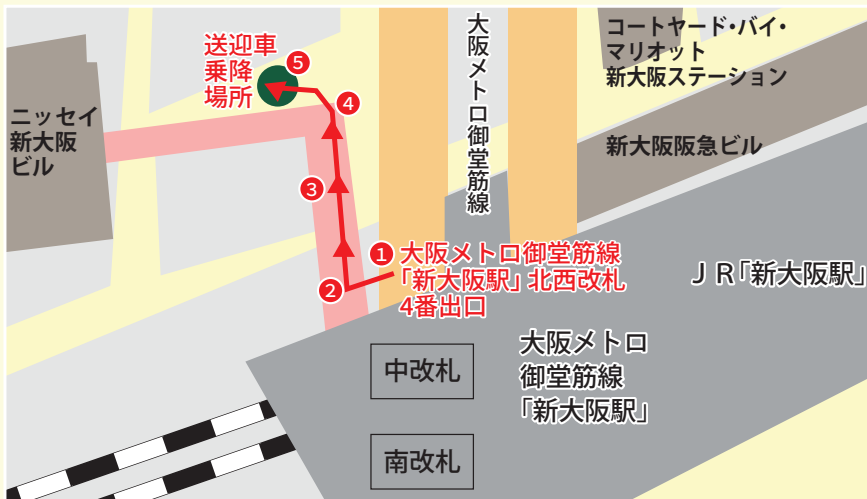 送迎車
乗降
場所
❺
❹
❸
❷
❶
大阪メトロ御堂筋線
「新大阪駅」北西改札
4番出口
ニッセイ
新大阪
ビル
大阪メトロ御堂筋線
コートヤード・バイ・
マリオット
新大阪ステーション
新大阪阪急ビル
ＪＲ「新大阪駅」
大阪メトロ
御堂筋線
「新大阪駅」
中改札
南改札